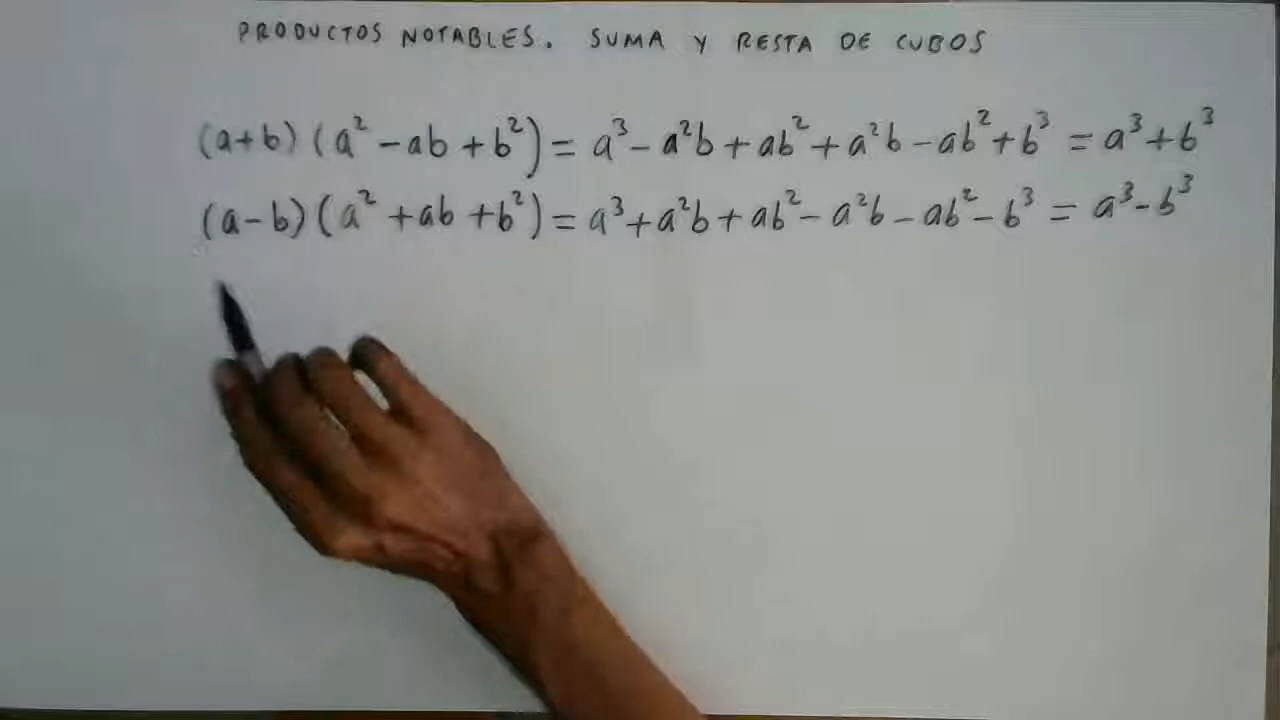 PRODUCTOS NOTABLES. SUMA Y RESTA DE CUBOS
(a+b)(a² - ab + b²) = a³ - a²b + ab² + a²b - ab² + b³ = a³ + b³
(a-b)(a² + ab + b²) = a³ + a²b + ab² - a²b - ab² - b³ = a³ - b³